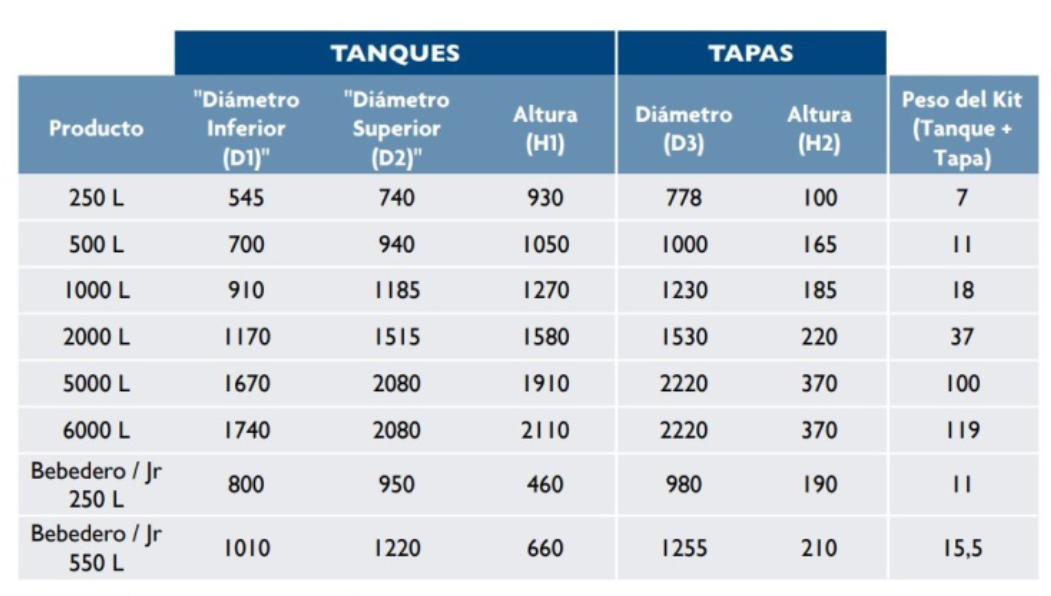 TANQUES TAPAS
Producto "Diámetro Inferior (D1)" "Diámetro Superior (D2)" Altura (H1) Diámetro (D3) Altura (H2) Peso del Kit (Tanque + Tapa)
250 L 545 740 930 778 100 7
500 L 700 940 1050 1000 165 11
1000 L 910 1185 1270 1230 185 18
2000 L 1170 1515 1580 1530 220 37
5000 L 1670 2080 1910 2220 370 100
6000 L 1740 2080 2110 2220 370 119
Bebedero / Jr 250 L 800 950 460 980 190 11
Bebedero / Jr 550 L 1010 1220 660 1255 210 15,5